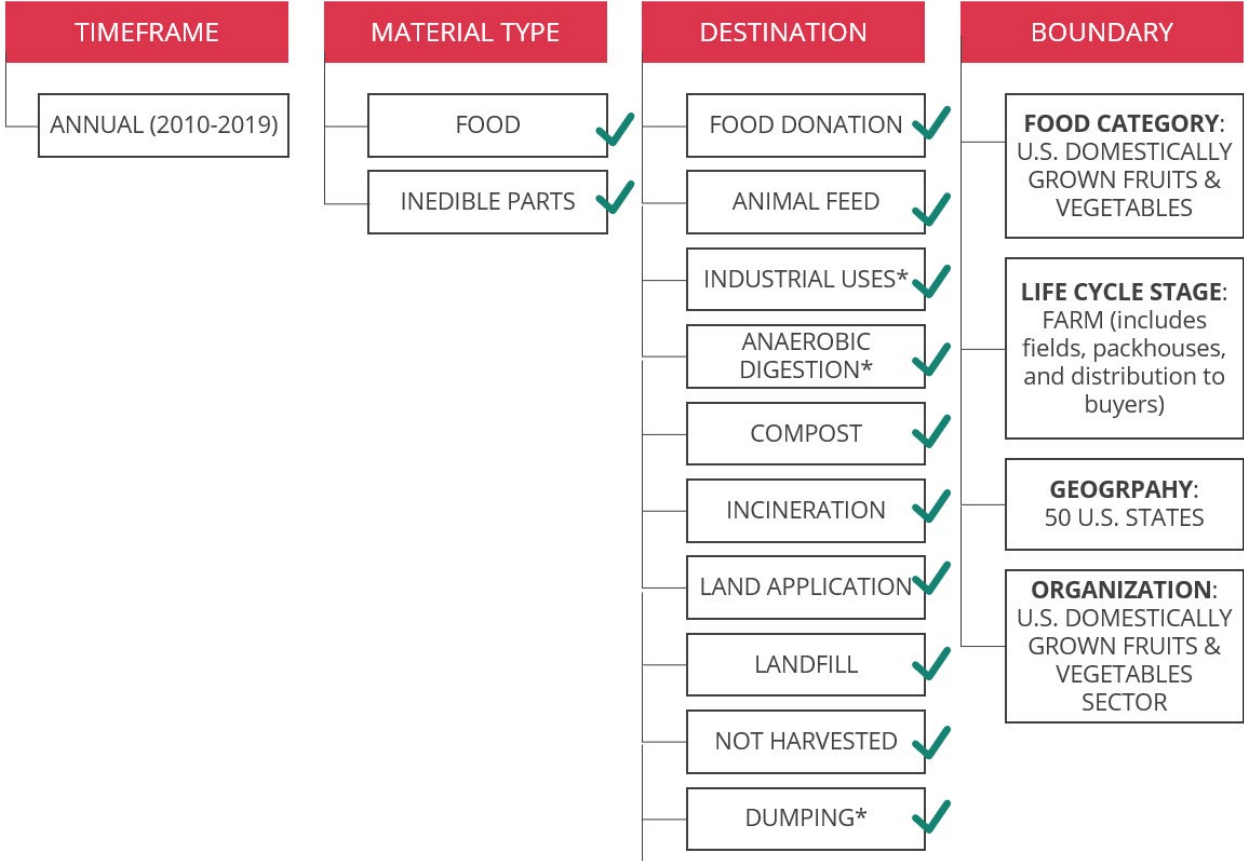 TIMEFRAME
ANNUAL (2010-2019)
MATERIAL TYPE
FOOD
INEDIBLE PARTS
DESTINATION
FOOD DONATION
ANIMAL FEED
INDUSTRIAL USES*
ANAEROBIC
DIGESTION*
COMPOST
INCINERATION
LAND APPLICATION
LANDFILL
NOT HARVESTED
DUMPING*
BOUNDARY
FOOD CATEGORY:
U.S. DOMESTICALLY
GROWN FRUITS &
VEGETABLES
LIFE CYCLE STAGE:
FARM (includes
fields, packhouses,
and distribution to
buyers)
GEOGRPAHY:
50 U.S. STATES
ORGANIZATION:
U.S. DOMESTICALLY
GROWN FRUITS &
VEGETABLES
SECTOR